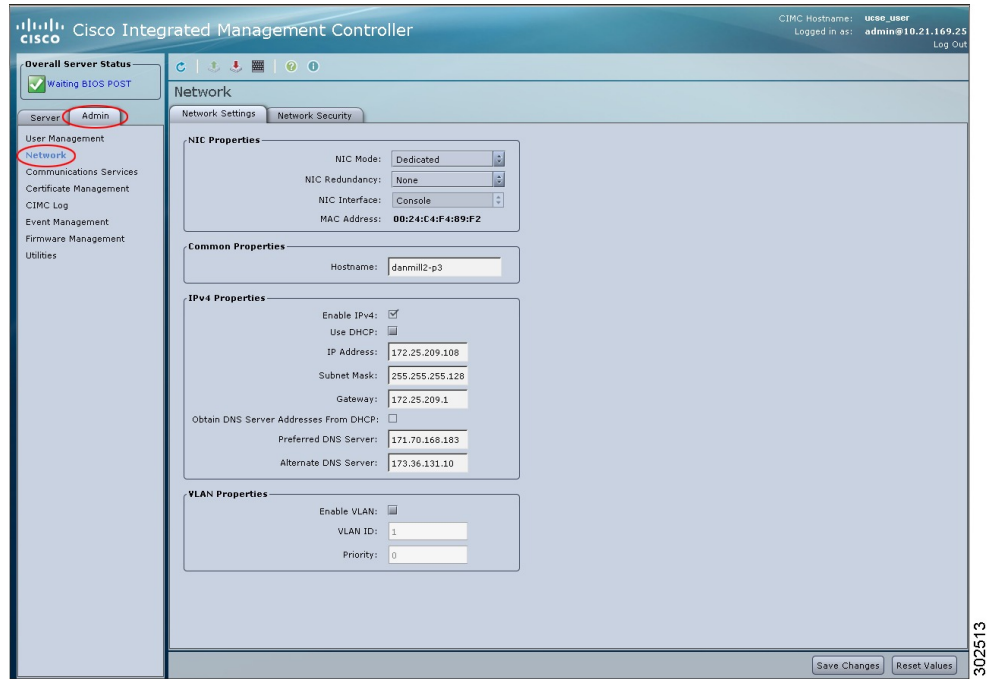 CISCO
Cisco Integrated Management Controller
CIMC Hostname: ucse_user
Logged in as: admin@10.21.169.25
Log Out
Overall Server Status
Waiting BIOS POST
Server Admin
User Management
Network
Communications Services
Certificate Management
CIMC Log
Event Management
Firmware Management
Utilities
Network
Network Settings Network Security
NIC Properties
NIC Mode: Dedicated
NIC Redundancy: None
NIC Interface: Console
MAC Address: 00:24:C4:F4:89:F2
Common Properties
Hostname: danmill2-p3
IPv4 Properties
Enable IPv4:
Use DHCP:
IP Address: 172.25.209.108
Subnet Mask: 255.255.255.128
Gateway: 172.25.209.1
Obtain DNS Server Addresses From DHCP:
Preferred DNS Server: 171.70.168.183
Alternate DNS Server: 173.36.131.10
VLAN Properties
Enable VLAN:
VLAN ID: 1
Priority: 0
Save Changes Reset Values
302513